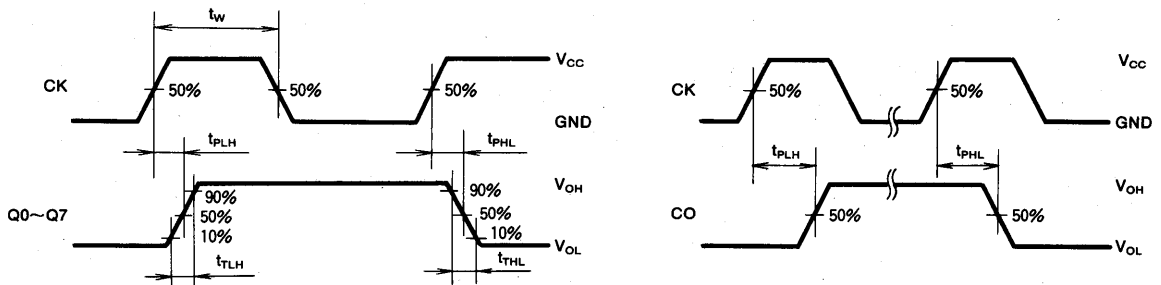 tW
VCC
CK
50%
50%
50%
GND
tPLH
tPHL
VOH
90%
90%
Q0~Q7
50%
50%
10%
10%
VOL
tTLH
tTHL
VCC
CK
50%
50%
GND
tPLH
tPHL
VOH
CO
50%
50%
VOL